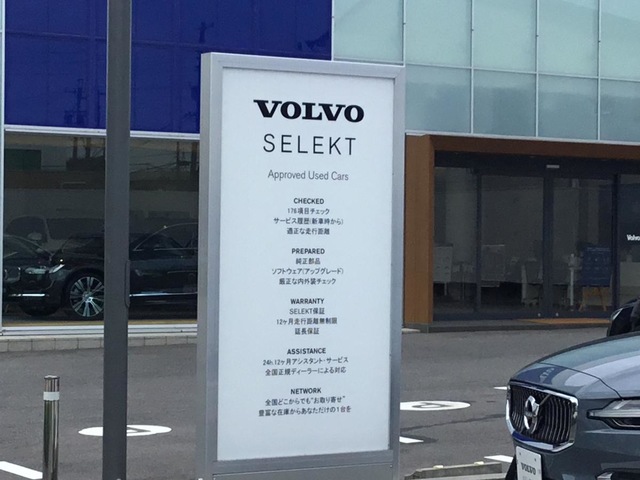 VOLVO
SELEKT
Approved Used Cars
CHECKED
176項目チェック
サービス履歴(新車時から)
適正な走行距離
PREPARED
純正部品
ソフトウェア(アップグレード)
厳正な内外装チェック
WARRANTY
SELEKT保証
12ヶ月走行距離無制限
延長保証
ASSISTANCE
24h.12ヶ月アシスタント・サービス
全国正規ディーラーによる対応
NETWORK
全国どこからでも"お取り寄せ"
豊富な在庫からあなただけの1台を
Volvo
VOLVO